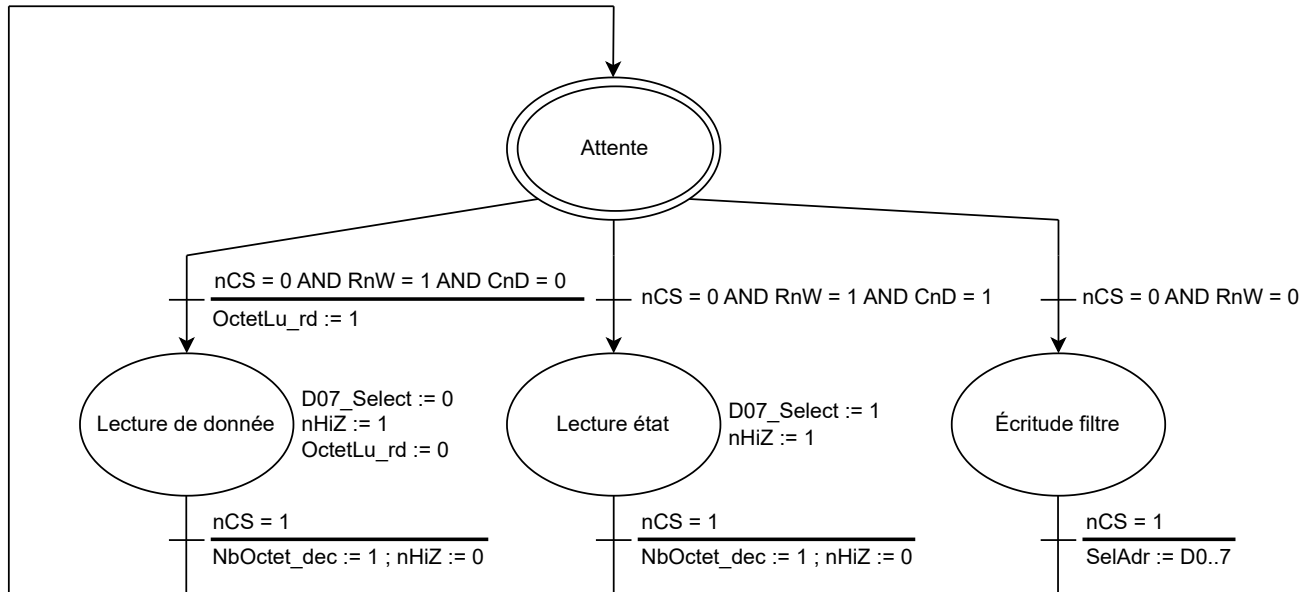 Attente
nCS = 0 AND RnW = 1 AND CnD = 0
OctetLu_rd := 1
nCS = 0 AND RnW = 1 AND CnD = 1
nCS = 0 AND RnW = 0
Lecture de donnée
D07_Select := 0
nHiZ := 1
OctetLu_rd := 0
Lecture état
D07_Select := 1
nHiZ := 1
Écritude filtre
nCS = 1
NbOctet_dec := 1 ; nHiZ := 0
nCS = 1
NbOctet_dec := 1 ; nHiZ := 0
nCS = 1
SelAdr := D0..7